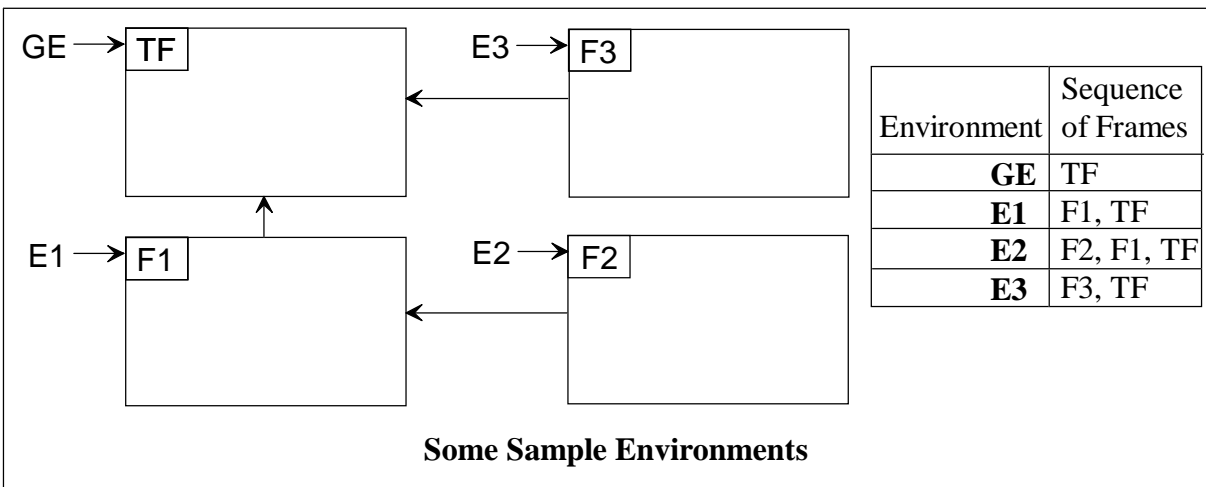 GE TF E3 F3
E1 F1 E2 F2
Environment Sequence of Frames
GE TF
E1 F1, TF
E2 F2, F1, TF
E3 F3, TF
Some Sample Environments